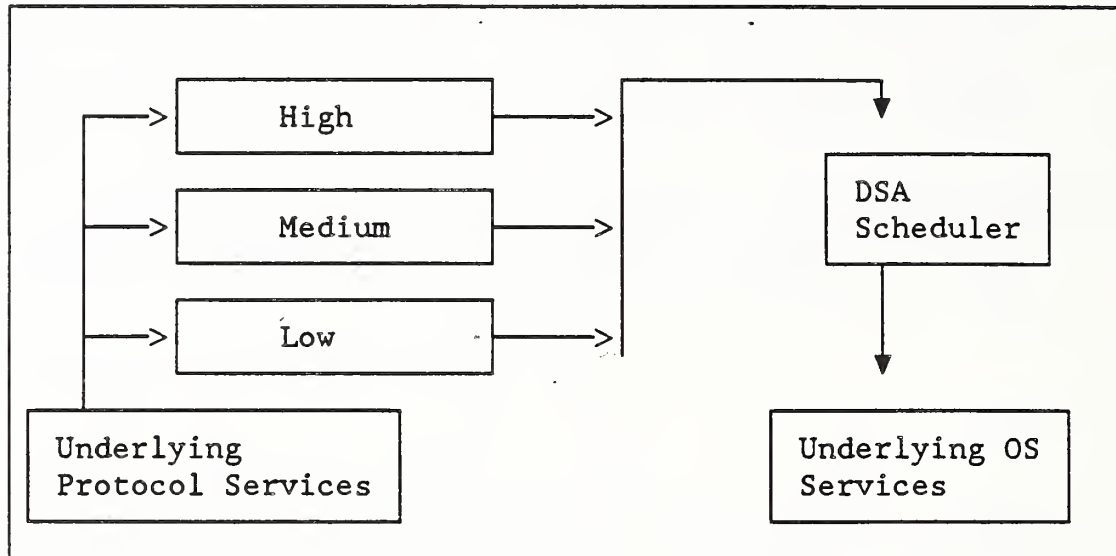 High
Medium
Low
DSA
Scheduler
Underlying
Protocol Services
Underlying OS
Services